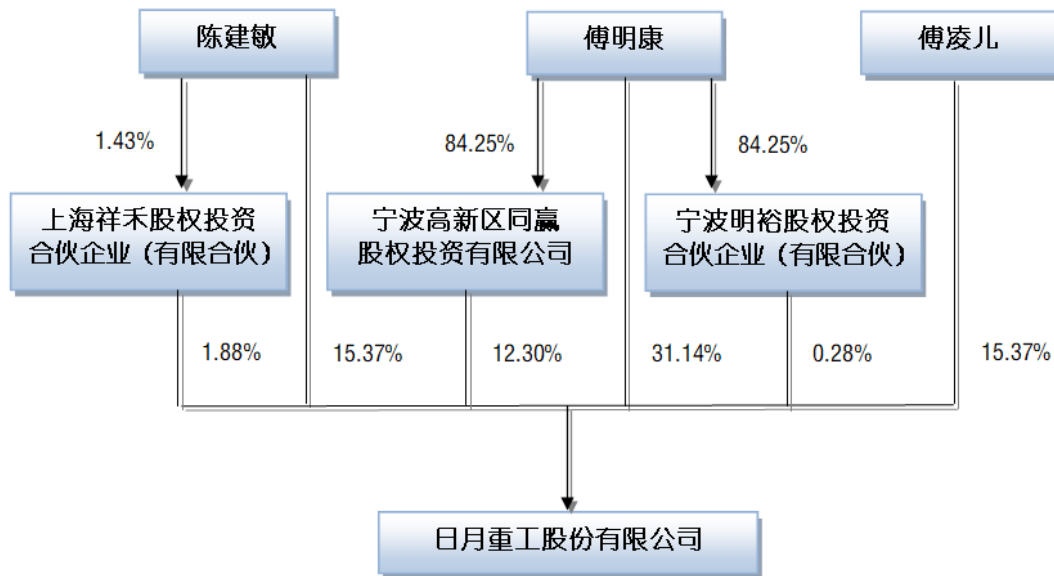 陈建敏
傅明康
傅凌儿
1.43%
84.25%
84.25%
上海祥禾股权投资
合伙企业（有限合伙）
宁波高新区同赢
股权投资有限公司
宁波明裕股权投资
合伙企业（有限合伙）
1.88%
15.37%
12.30%
31.14%
0.28%
15.37%
日月重工股份有限公司